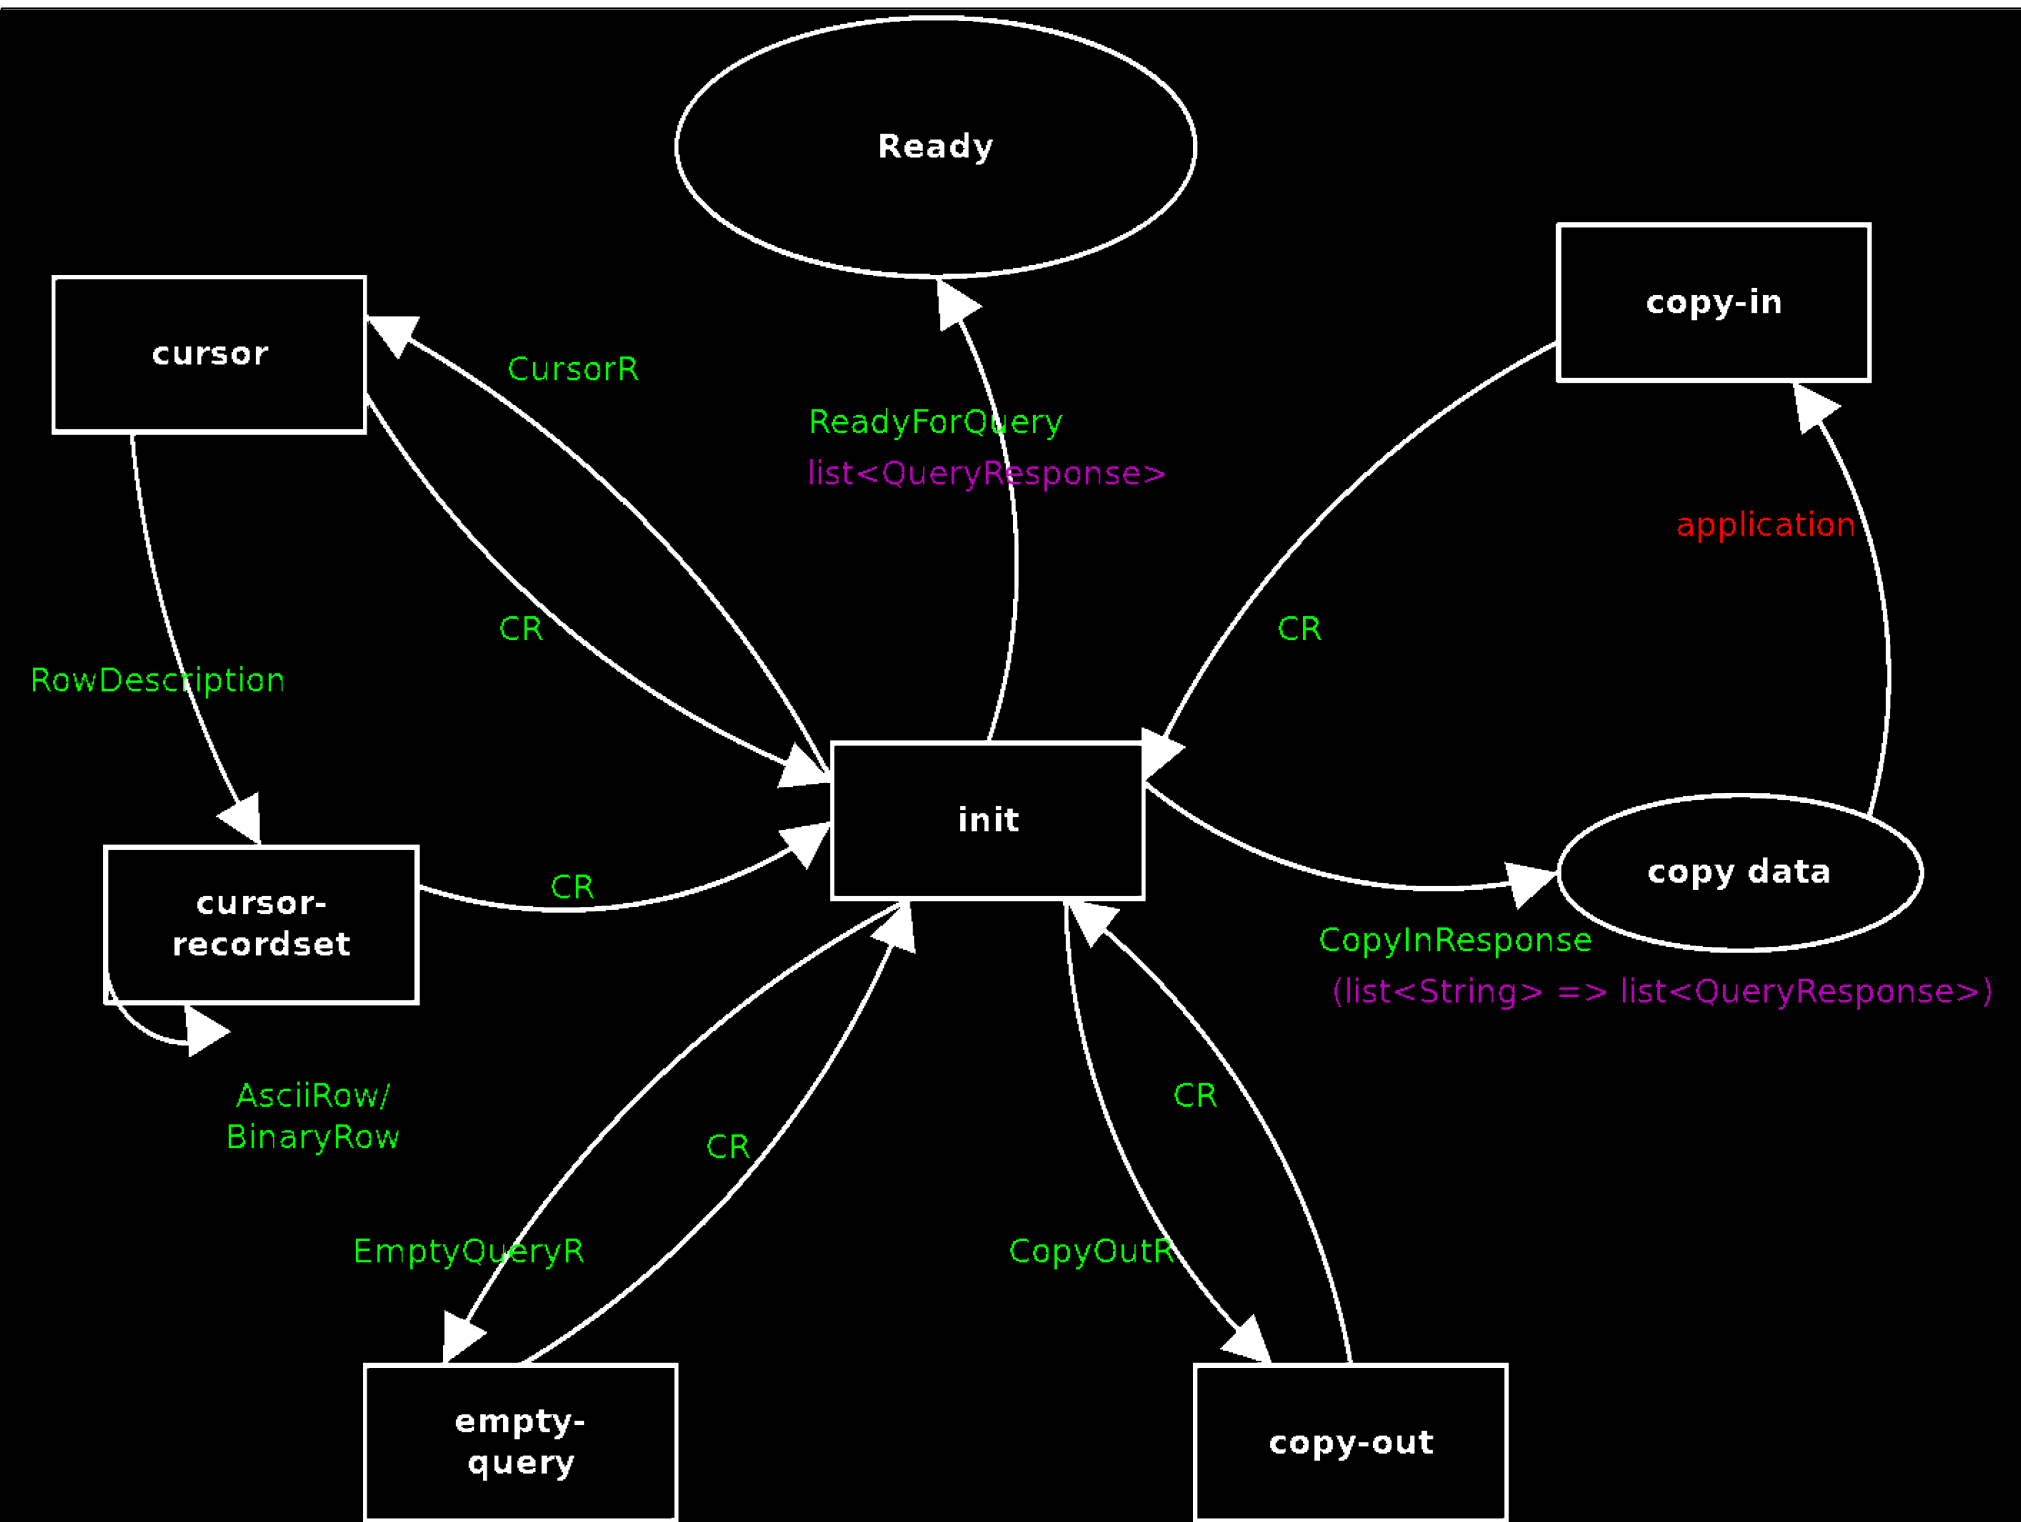 Ready
copy-in
cursor
CursorR
ReadyForQuery
list<QueryResponse>
application
CR
CR
RowDescription
init
copy data
cursor-
recordset
CR
CopyInResponse
(list<String> => list<QueryResponse>)
AsciiRow/
BinaryRow
CR
CR
EmptyQueryR
CopyOutR
empty-
query
copy-out